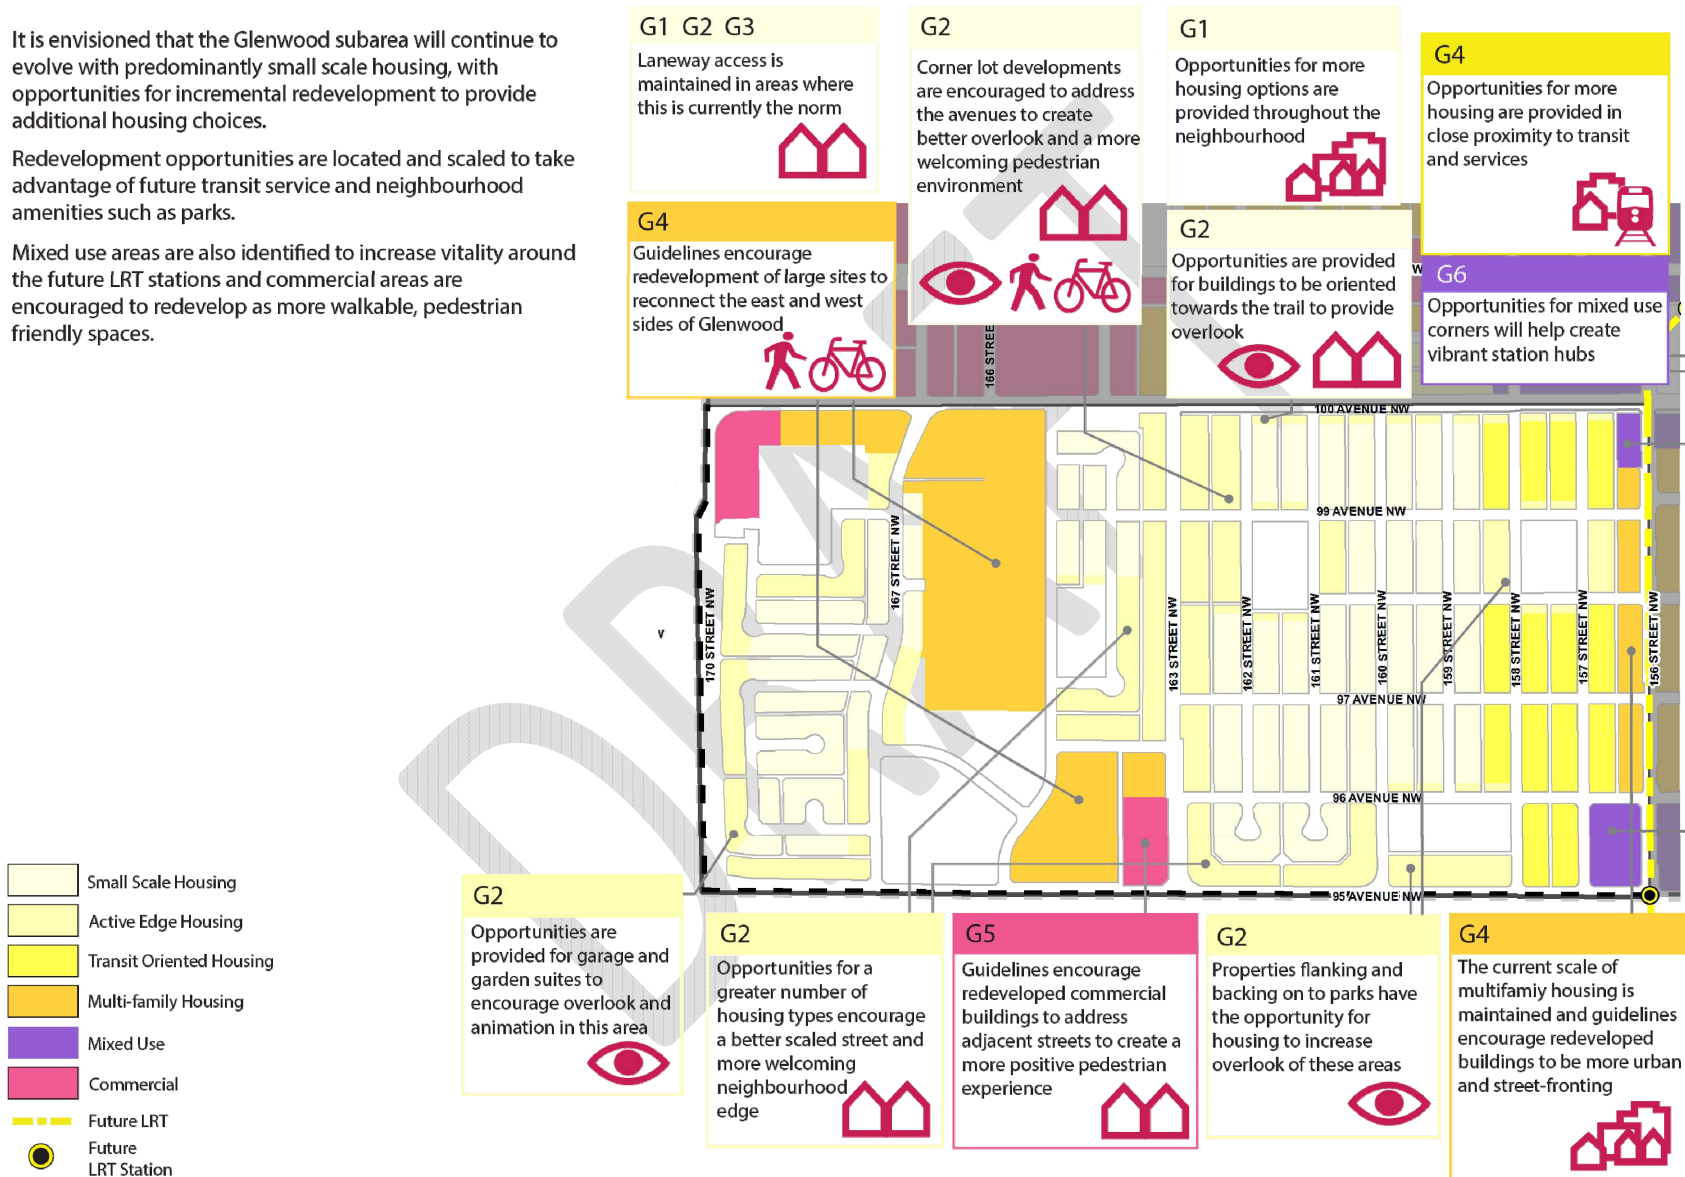 It is envisioned that the Glenwood subarea will continue to
evolve with predominantly small scale housing, with
opportunities for incremental redevelopment to provide
additional housing choices.
Redevelopment opportunities are located and scaled to take
advantage of future transit service and neighbourhood
amenities such as parks.
Mixed use areas are also identified to increase vitality around
the future LRT stations and commercial areas are
encouraged to redevelop as more walkable, pedestrian
friendly spaces.
G1 G2 G3
Laneway access is
maintained in areas where
this is currently the norm
G2
Corner lot developments
are encouraged to address
the avenues to create
better overlook and a more
welcoming pedestrian
environment
G1
Opportunities for more
housing options are
provided throughout the
neighbourhood
G4
Opportunities for more
housing are provided in
close proximity to transit
and services
G4
Guidelines encourage
redevelopment of large sites to
reconnect the east and west
sides of Glenwood
G2
Opportunities are provided
for buildings to be oriented
towards the trail to provide
overlook
W
G6
Opportunities for mixed use
corners will help create
vibrant station hubs
166 STREE
100 AVENUE NW
99 AVENUE NW
167 STREET NW
170 STREET NW
V
163 STREET NW
162 STREET NW
161 STREET NW
160 STREET NW
159 STREET NW
158 STREET NW
157 STREET NW
156 STREET NW
97 AVENUE NW
96 AVENUE NW
95 AVENUE NW
DRAFT
Small Scale Housing
Active Edge Housing
Transit Oriented Housing
Multi-family Housing
Mixed Use
Commercial
Future LRT
Future
LRT Station
G2
Opportunities are
provided for garage and
garden suites to
encourage overlook and
animation in this area
G2
Opportunities for a
greater number of
housing types encourage
a better scaled street and
more welcoming
neighbourhood
edge
G5
Guidelines encourage
redeveloped commercial
buildings to address
adjacent streets to create a
more positive pedestrian
experience
G2
Properties flanking and
backing on to parks have
the opportunity for
housing to increase
overlook of these areas
G4
The current scale of
multifamiy housing is
maintained and guidelines
encourage redeveloped
buildings to be more urban
and street-fronting